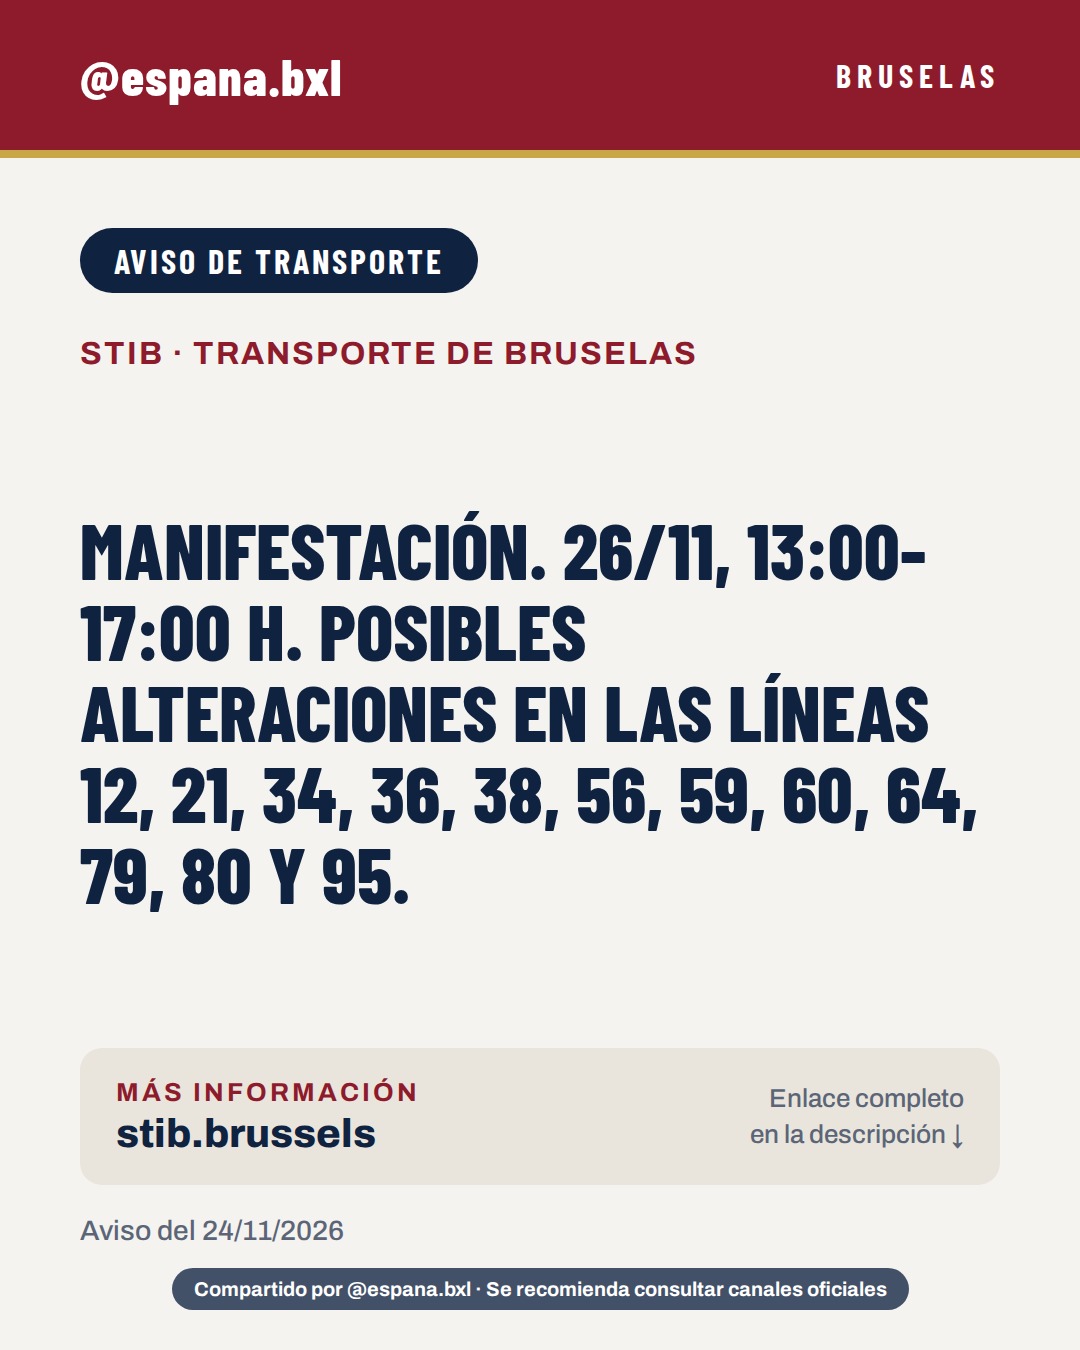 @espana.bxl
BRUSELAS
AVISO DE TRANSPORTE
STIB · TRANSPORTE DE BRUSELAS
MANIFESTACIÓN. 26/11, 13:00-
17:00 H. POSIBLES
ALTERACIONES EN LAS LÍNEAS
12, 21, 34, 36, 38, 56, 59, 60, 64,
79, 80 Y 95.
MÁS INFORMACIÓN
stib.brussels
Enlace completo
en la descripción ↓
Aviso del 24/11/2026
Compartido por @espana.bxl · Se recomienda consultar canales oficiales